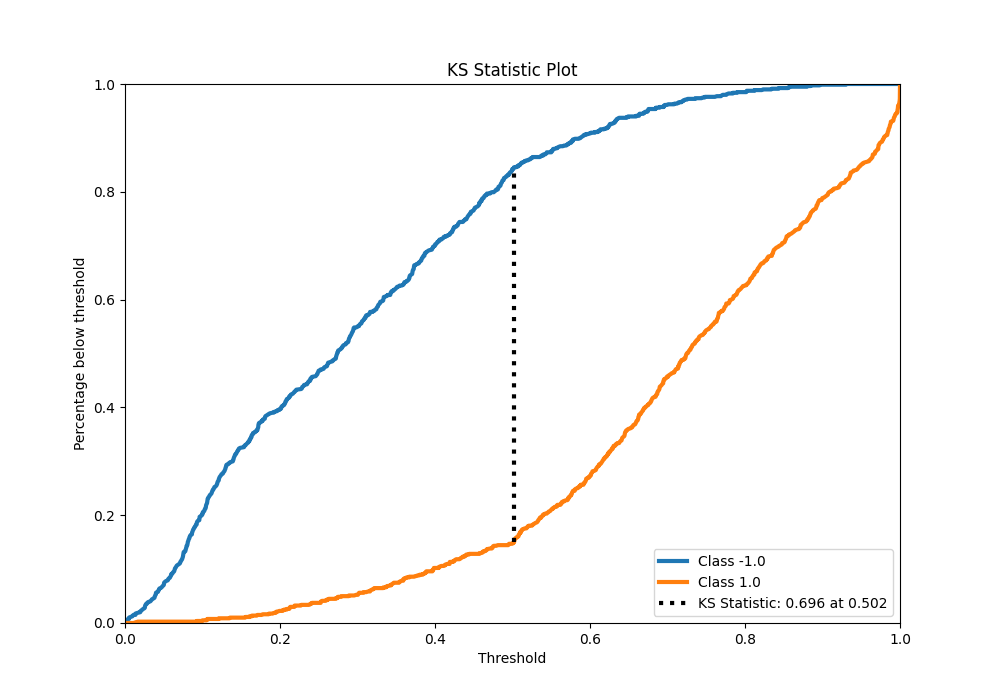 KS Statistic Plot
1.0
0.8
0.6
0.4
0.2
0.0
Percentage below threshold
0.0 0.2 0.4 0.6 0.8 1.0
Threshold
Class -1.0
Class 1.0
KS Statistic: 0.696 at 0.502